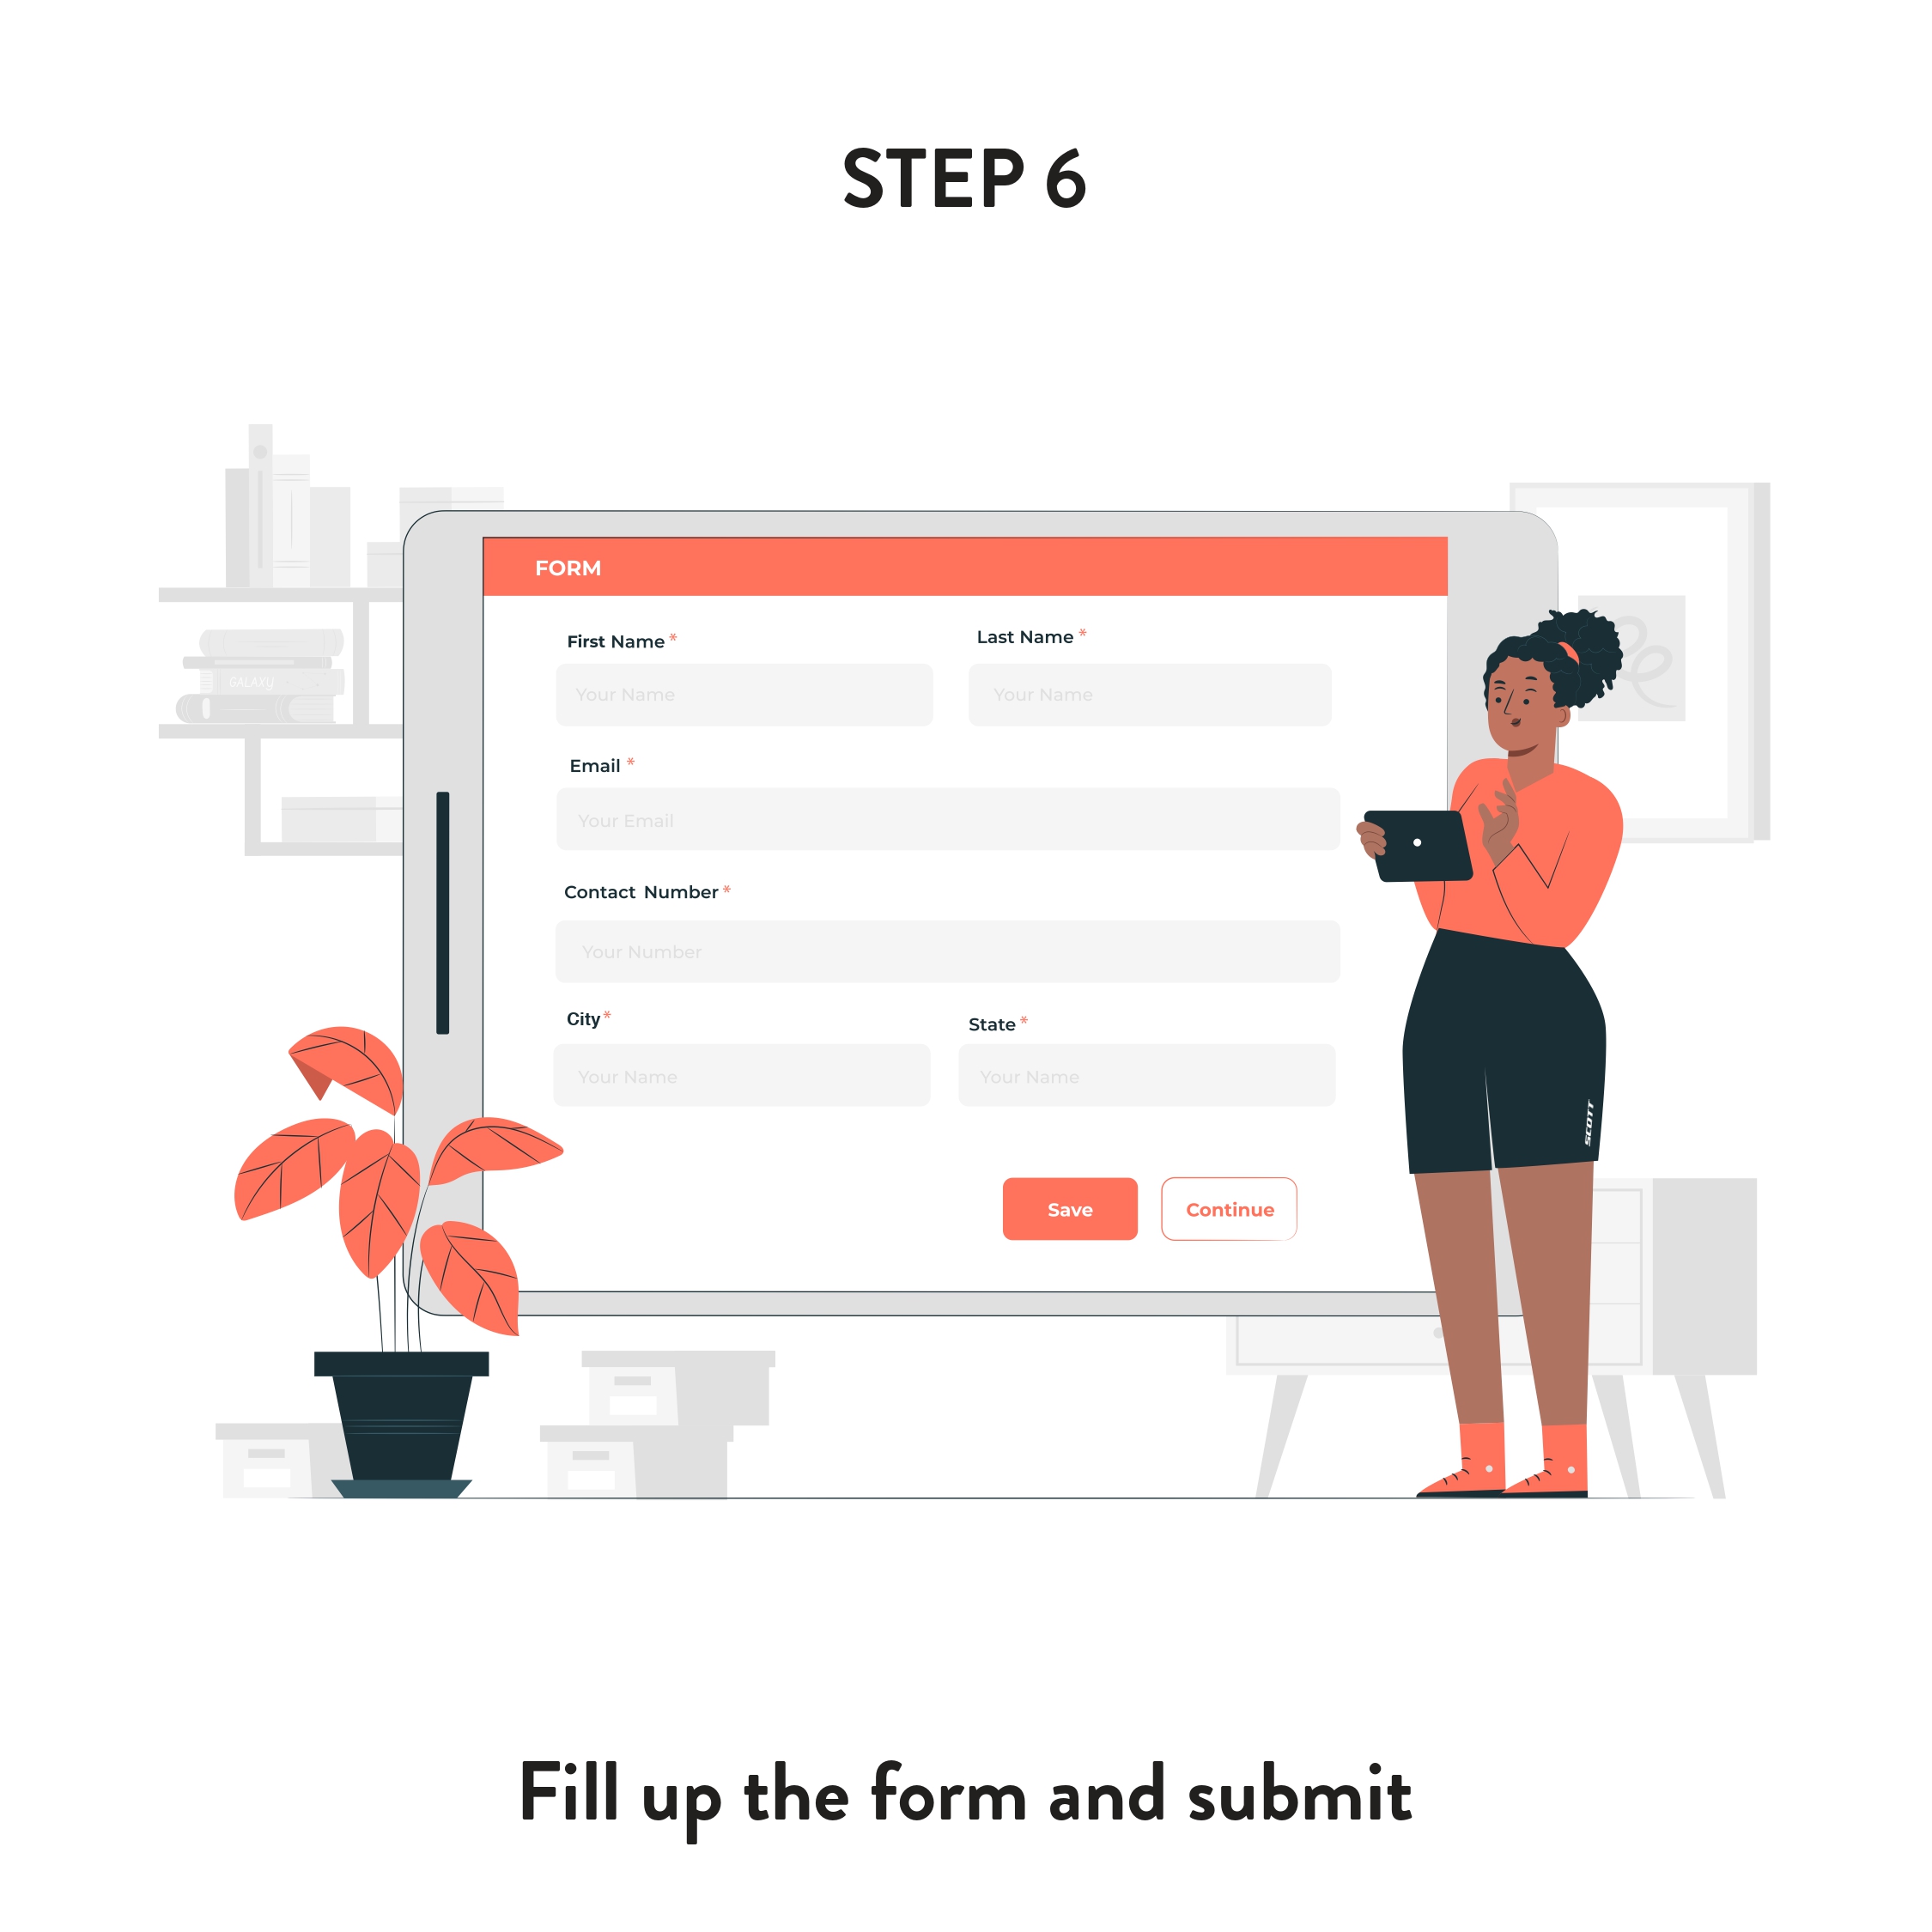 STEP 6
FORM
First Name * Last Name *
Your Name Your Name
Email *
Your Email
Contact Number *
Your Number
City * State *
Your Name Your Name
Save Continue
GALAXY
SCOTT
Fill up the form and submit